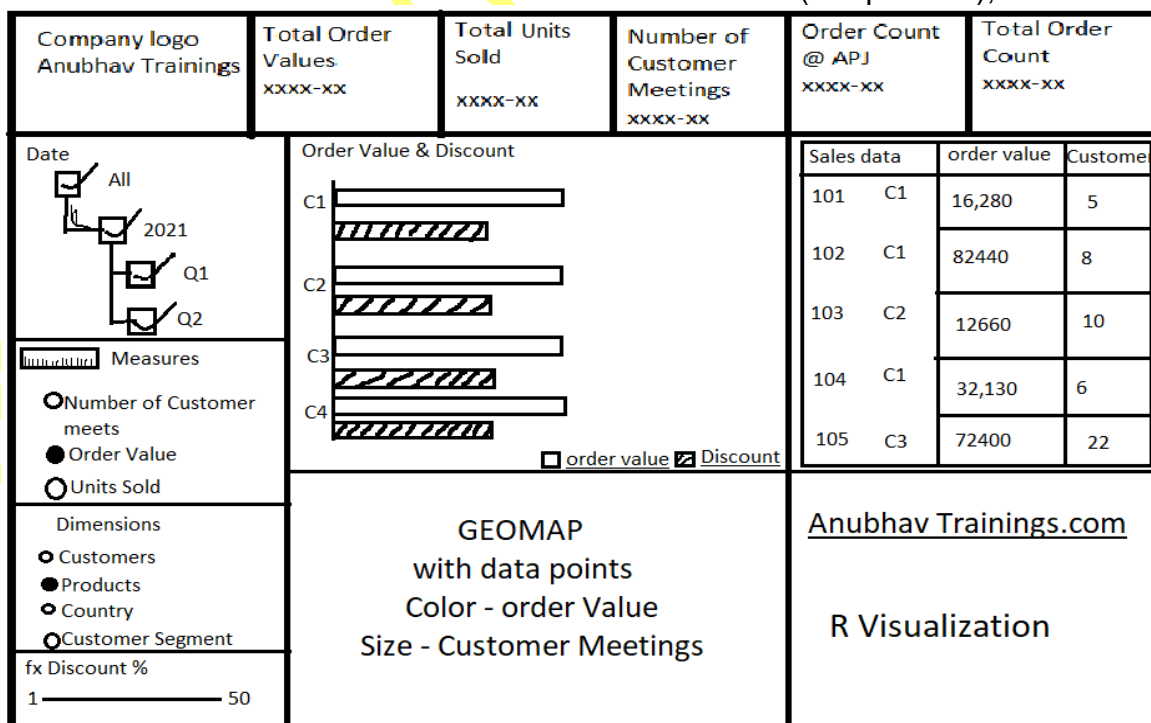 Company logo
Anubhav Trainings
Total Order
Values
xxxx-xx
Total Units
Sold
xxxx-xx
Number of
Customer
Meetings
xxxx-xx
Order Count
@ APJ
xxxx-xx
Total Order
Count
xxxx-xx
Date
All
2021
Q1
Q2
Measures
Number of Customer
meets
Order Value
Units Sold
Dimensions
Customers
Products
Country
Customer Segment
fx Discount %
1 50
Order Value & Discount
C1
C2
C3
C4
order value Discount
Sales data order value Customer
101 C1 16,280 5
102 C1 82440 8
103 C2 12660 10
104 C1 32,130 6
105 C3 72400 22
GEOMAP
with data points
Color - order Value
Size - Customer Meetings
Anubhav Trainings.com
R Visualization